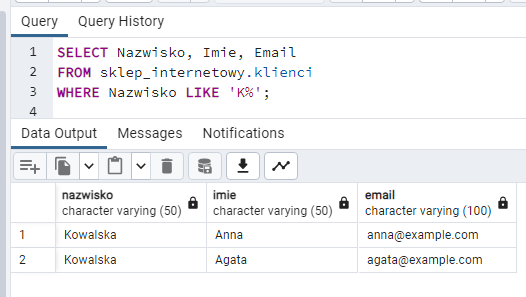 Query Query History
1 SELECT Nazwisko, Imie, Email
2 FROM sklep_internetowy.klienci
3 WHERE Nazwisko LIKE 'K%';
4
Data Output Messages Notifications
nazwisko imie email
character varying (50) character varying (50) character varying (100)
1 Kowalska Anna anna@example.com
2 Kowalska Agata agata@example.com